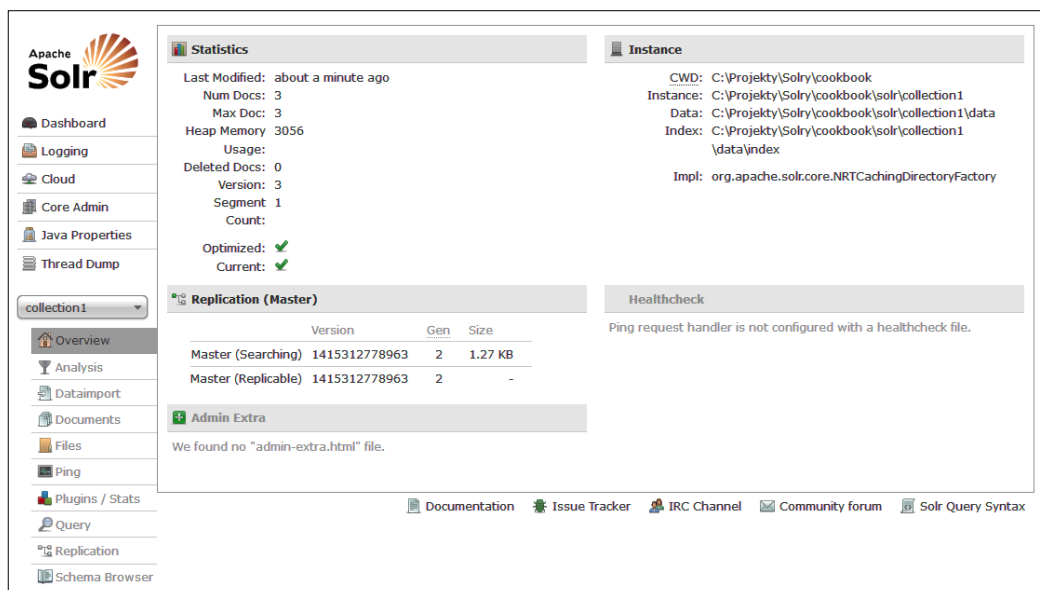 Apache
Solr
Dashboard
Logging
Cloud
Core Admin
Java Properties
Thread Dump
collection1
Overview
Analysis
Dataimport
Documents
Files
Ping
Plugins / Stats
Query
Replication
Schema Browser
Statistics
Last Modified: about a minute ago
Num Docs: 3
Max Doc: 3
Heap Memory 3056
Usage:
Deleted Docs: 0
Version: 3
Segment 1
Count:
Optimized:
Current:
Instance
CWD: C:\Projekty\Solry\cookbook
Instance: C:\Projekty\Solry\cookbook\solr\collection1
Data: C:\Projekty\Solry\cookbook\solr\collection1\data
Index: C:\Projekty\Solry\cookbook\solr\collection1
\data\index
Impl: org.apache.solr.core.NRTCachingDirectoryFactory
Replication (Master)
Version Gen Size
Master (Searching) 1415312778963 2 1.27 KB
Master (Replicable) 1415312778963 2 -
Healthcheck
Ping request handler is not configured with a healthcheck file.
Admin Extra
We found no "admin-extra.html" file.
Documentation Issue Tracker IRC Channel Community forum Solr Query Syntax